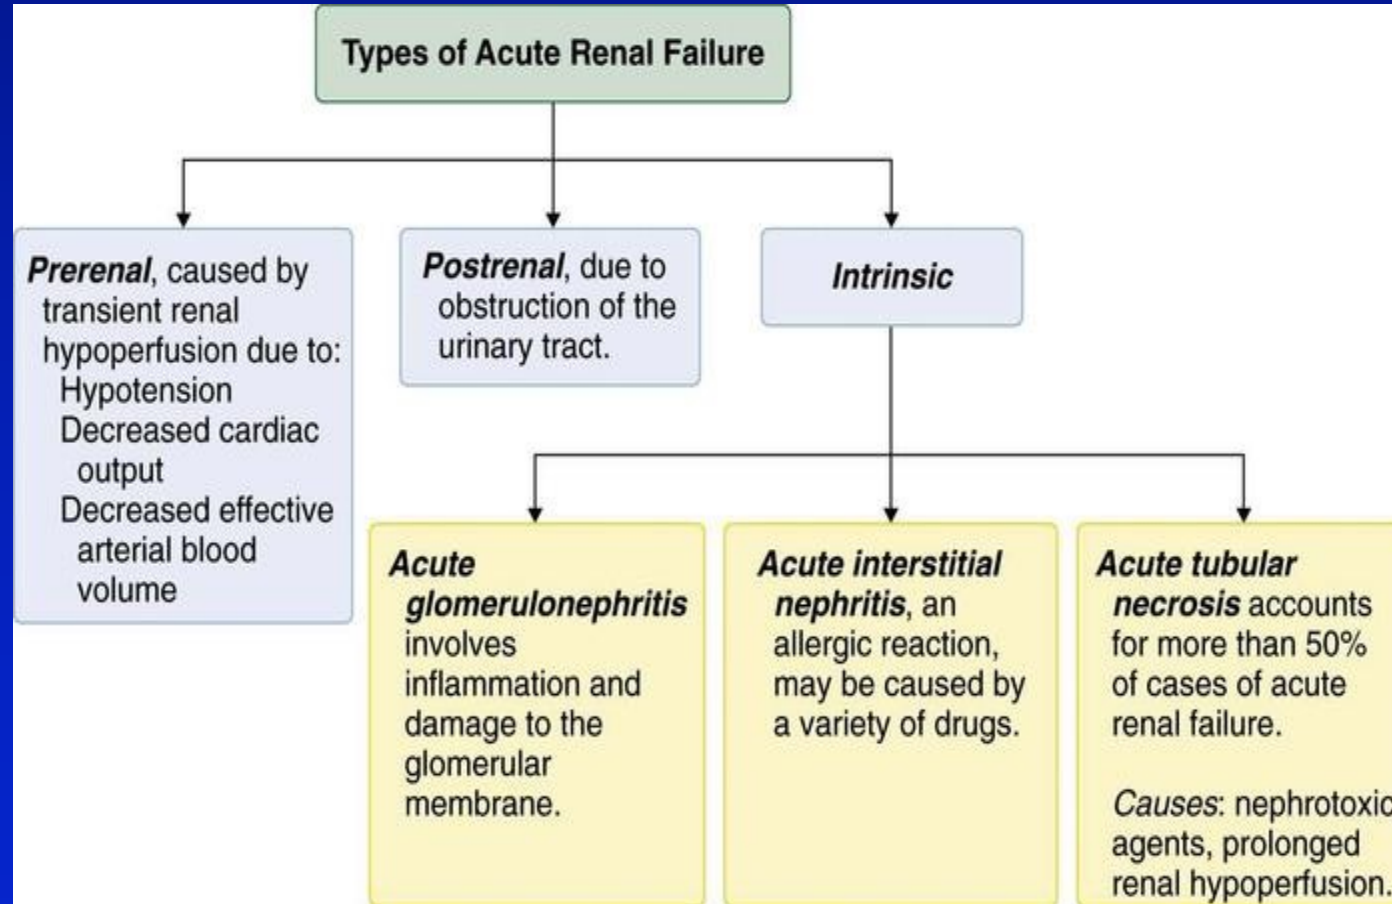 Types of Acute Renal Failure
Prerenal, caused by
transient renal
hypoperfusion due to:
Hypotension
Decreased cardiac
output
Decreased effective
arterial blood
volume
Postrenal, due to
obstruction of the
urinary tract.
Intrinsic
Acute
glomerulonephritis
involves
inflammation and
damage to the
glomerular
membrane.
Acute interstitial
nephritis, an
allergic reaction,
may be caused by
a variety of drugs.
Acute tubular
necrosis accounts
for more than 50%
of cases of acute
renal failure.
Causes: nephrotoxic
agents, prolonged
renal hypoperfusion.